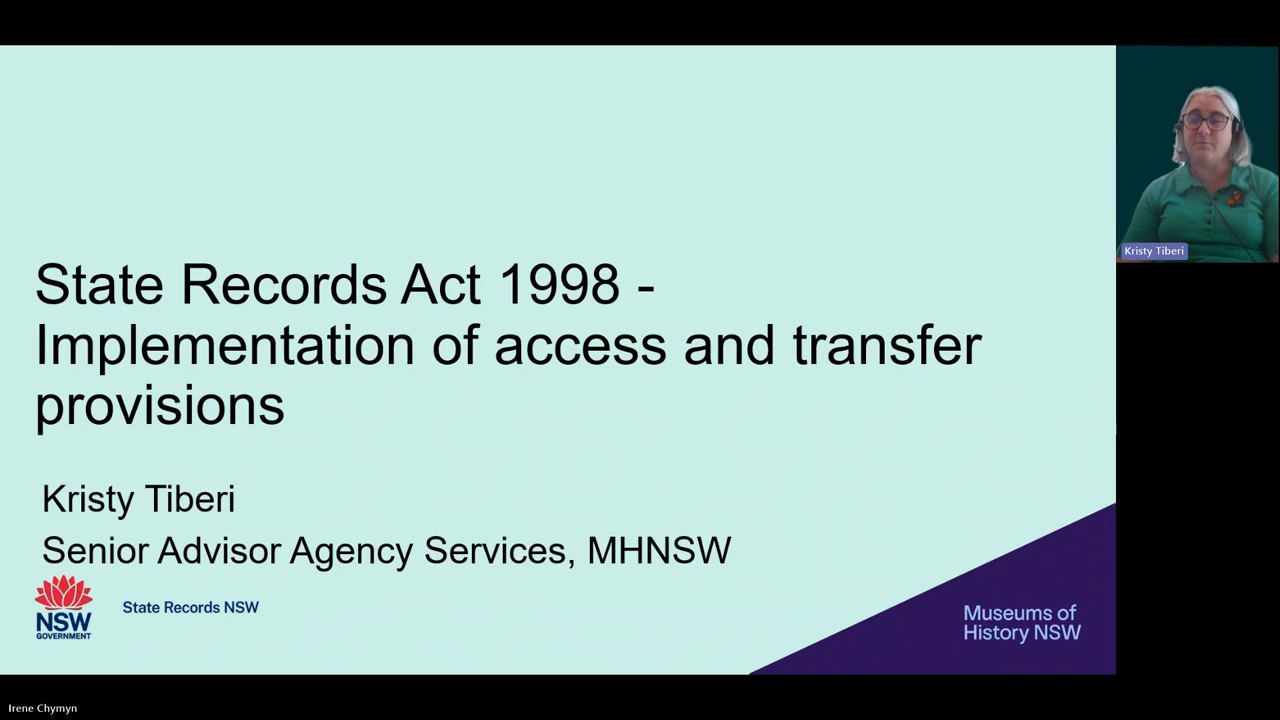 State Records Act 1998 -
Implementation of access and transfer
provisions
Kristy Tiberi
Senior Advisor Agency Services, MHNSW
NSW
GOVERNMENT
State Records NSW
Museums of
History NSW
Kristy Tiberi
Irene Chymyn